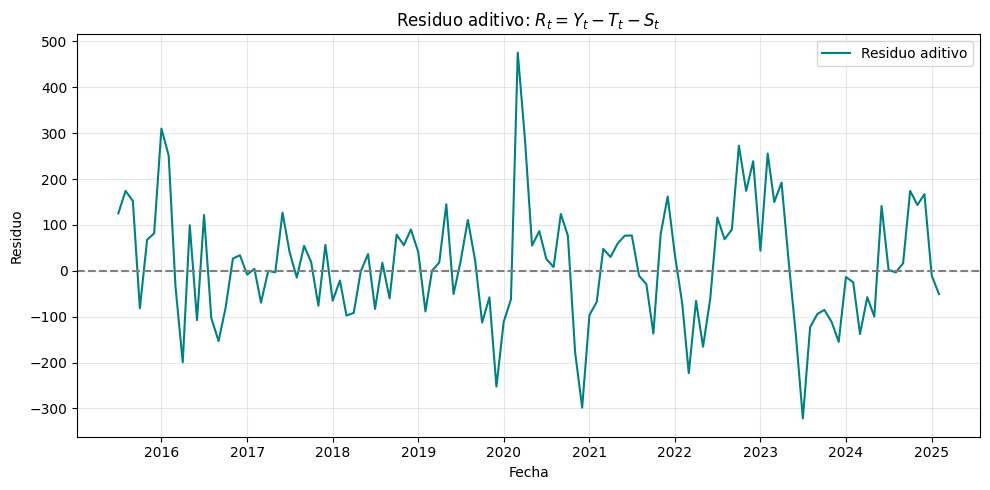 Residuo aditivo: $R_t = Y_t - T_t - S_t$
Residuo aditivo
Residuo
500
400
300
200
100
0
−100
−200
−300
2016 2017 2018 2019 2020 2021 2022 2023 2024 2025
Fecha